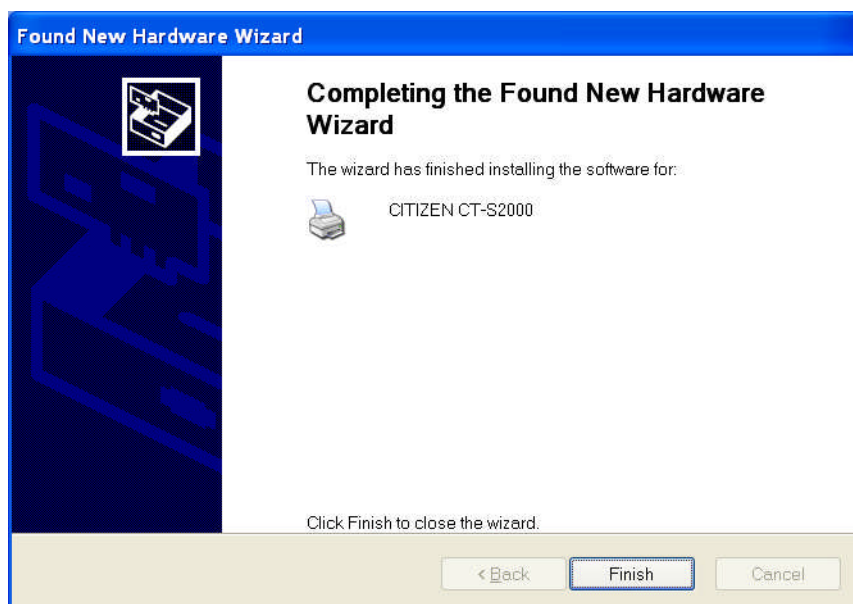 Found New Hardware Wizard
Completing the Found New Hardware
Wizard
The wizard has finished installing the software for:
CITIZEN CT-S2000
Click Finish to close the wizard.
< Back
Finish
Cancel